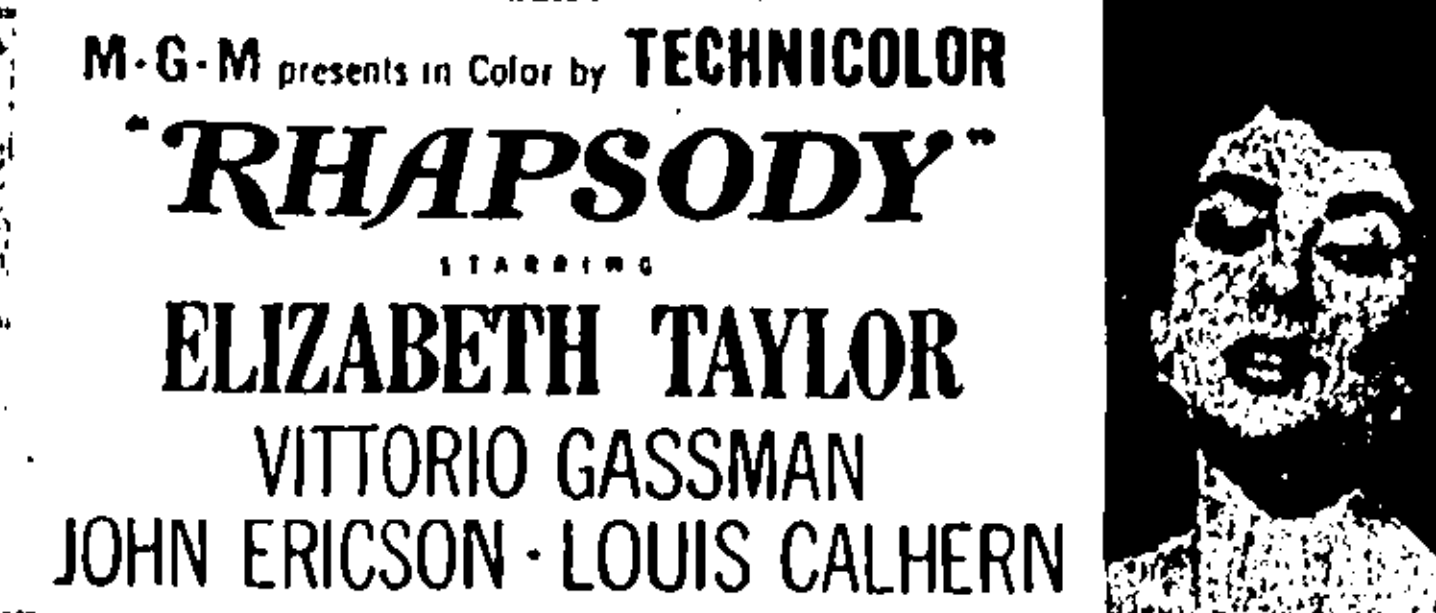 M·G·M presents in Color by TECHNICOLOR
"RHAPSODY"
STARRING
ELIZABETH TAYLOR
VITTORIO GASSMAN
JOHN ERICSON · LOUIS CALHERN